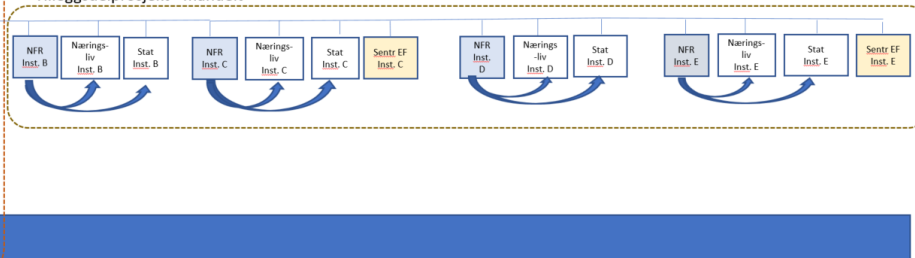 NFR
Inst. B
Nærings-
liv
Inst. B
Stat
Inst. B
NFR
Inst. C
Nærings-
liv
Inst. C
Stat
Inst. C
Sentr EF
Inst. C
NFR
Inst.
D
Nærings
-liv
Inst. D
Stat
Inst. D
NFR
Inst. E
Nærings-
liv
Inst. E
Stat
Inst. E
Sentr EF
Inst. E